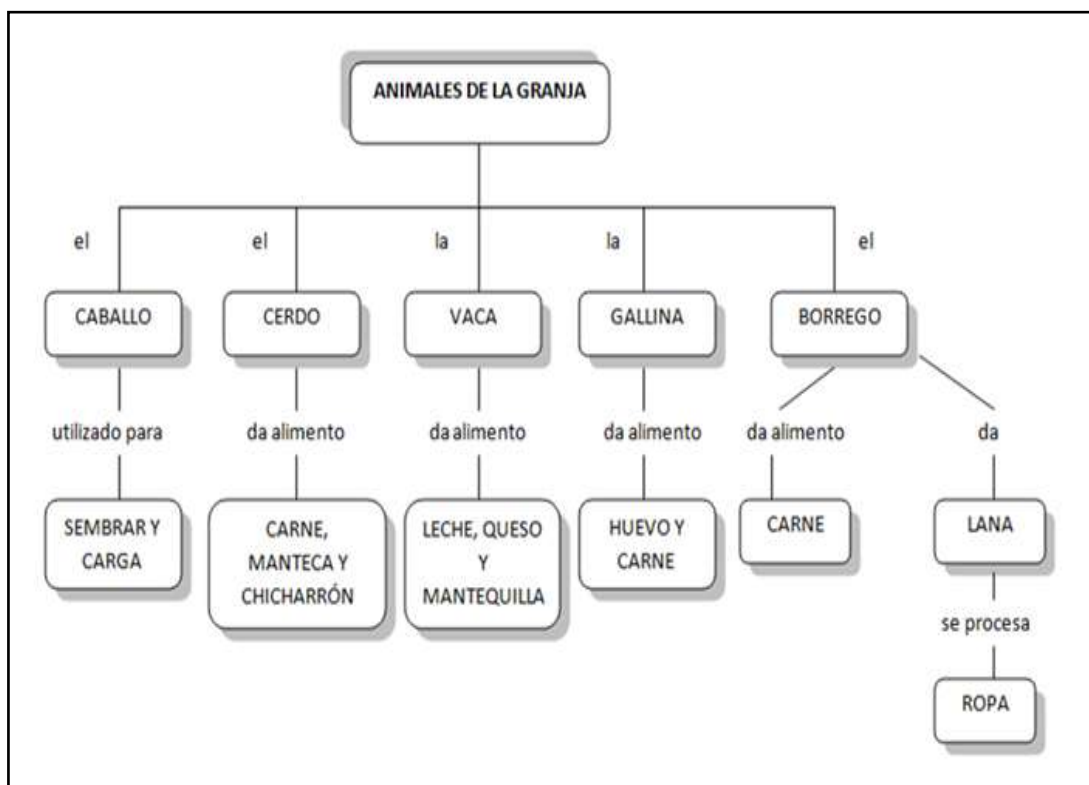 ANIMALES DE LA GRANJA
el
el
la
la
el
CABALLO
CERDO
VACA
GALLINA
BORREGO
utilizado para
da alimento
da alimento
da alimento
da alimento
da
SEMBRAR Y
CARGA
CARNE,
MANTECA Y
CHICHARRÓN
LECHE, QUESO
Y
MANTEQUILLA
HUEVO Y
CARNE
CARNE
LANA
se procesa
ROPA